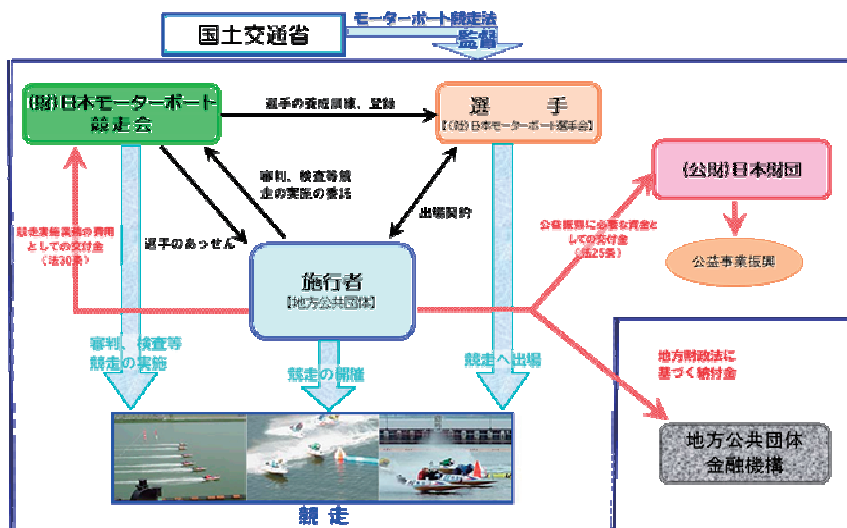 国土交通省
モーターボート競走法
監督
(財)日本モーターボート
競走会
選手の養成訓練、登録
選　手
【(財)日本モーターボート選手会】
(公財)日本財団
審判、検査等競
走の実施の委託
出場契約
競走実施業務の費用
としての交付金
(法30条)
選手のあっせん
公益振興に必要な資金と
しての交付金
(法25条)
公益事業振興
施行者
【地方公共団体】
審判、検査等
競走の実施
競走の開催
競走へ出場
地方財政法に
基づく納付金
地方公共団体
金融機構
競 走